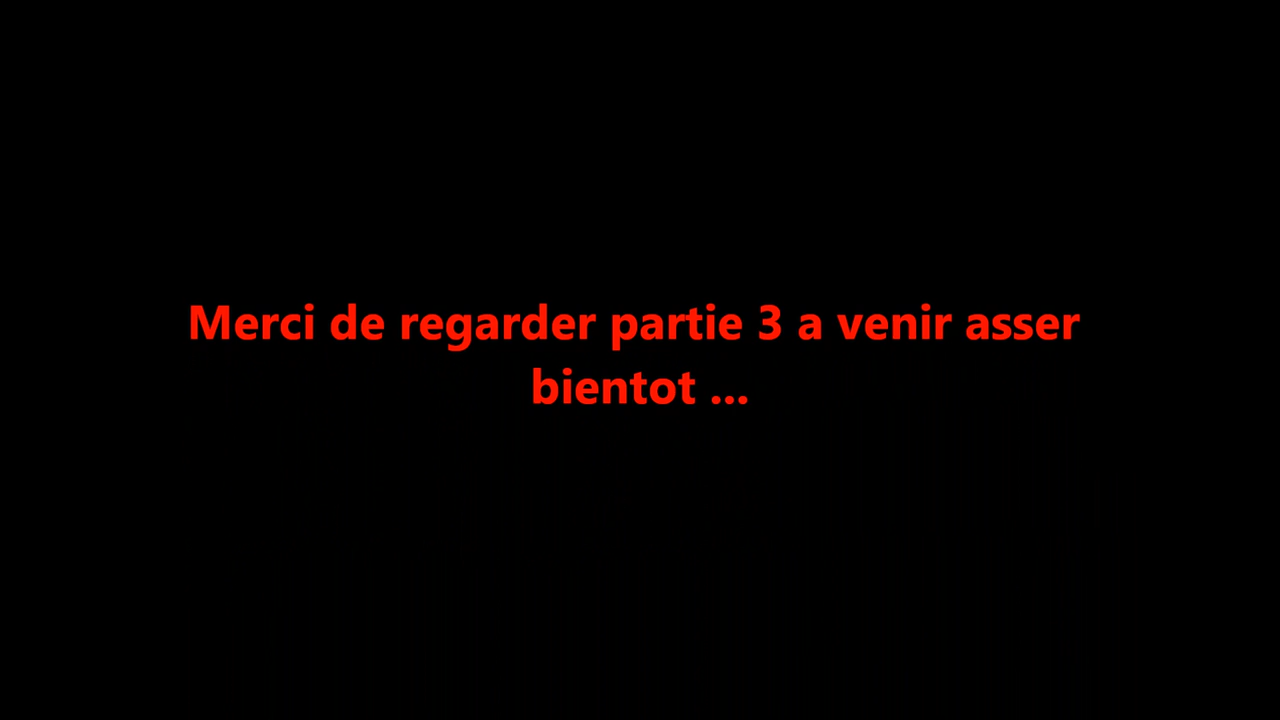 Merci de regarder partie 3 a venir asser
bientot ...